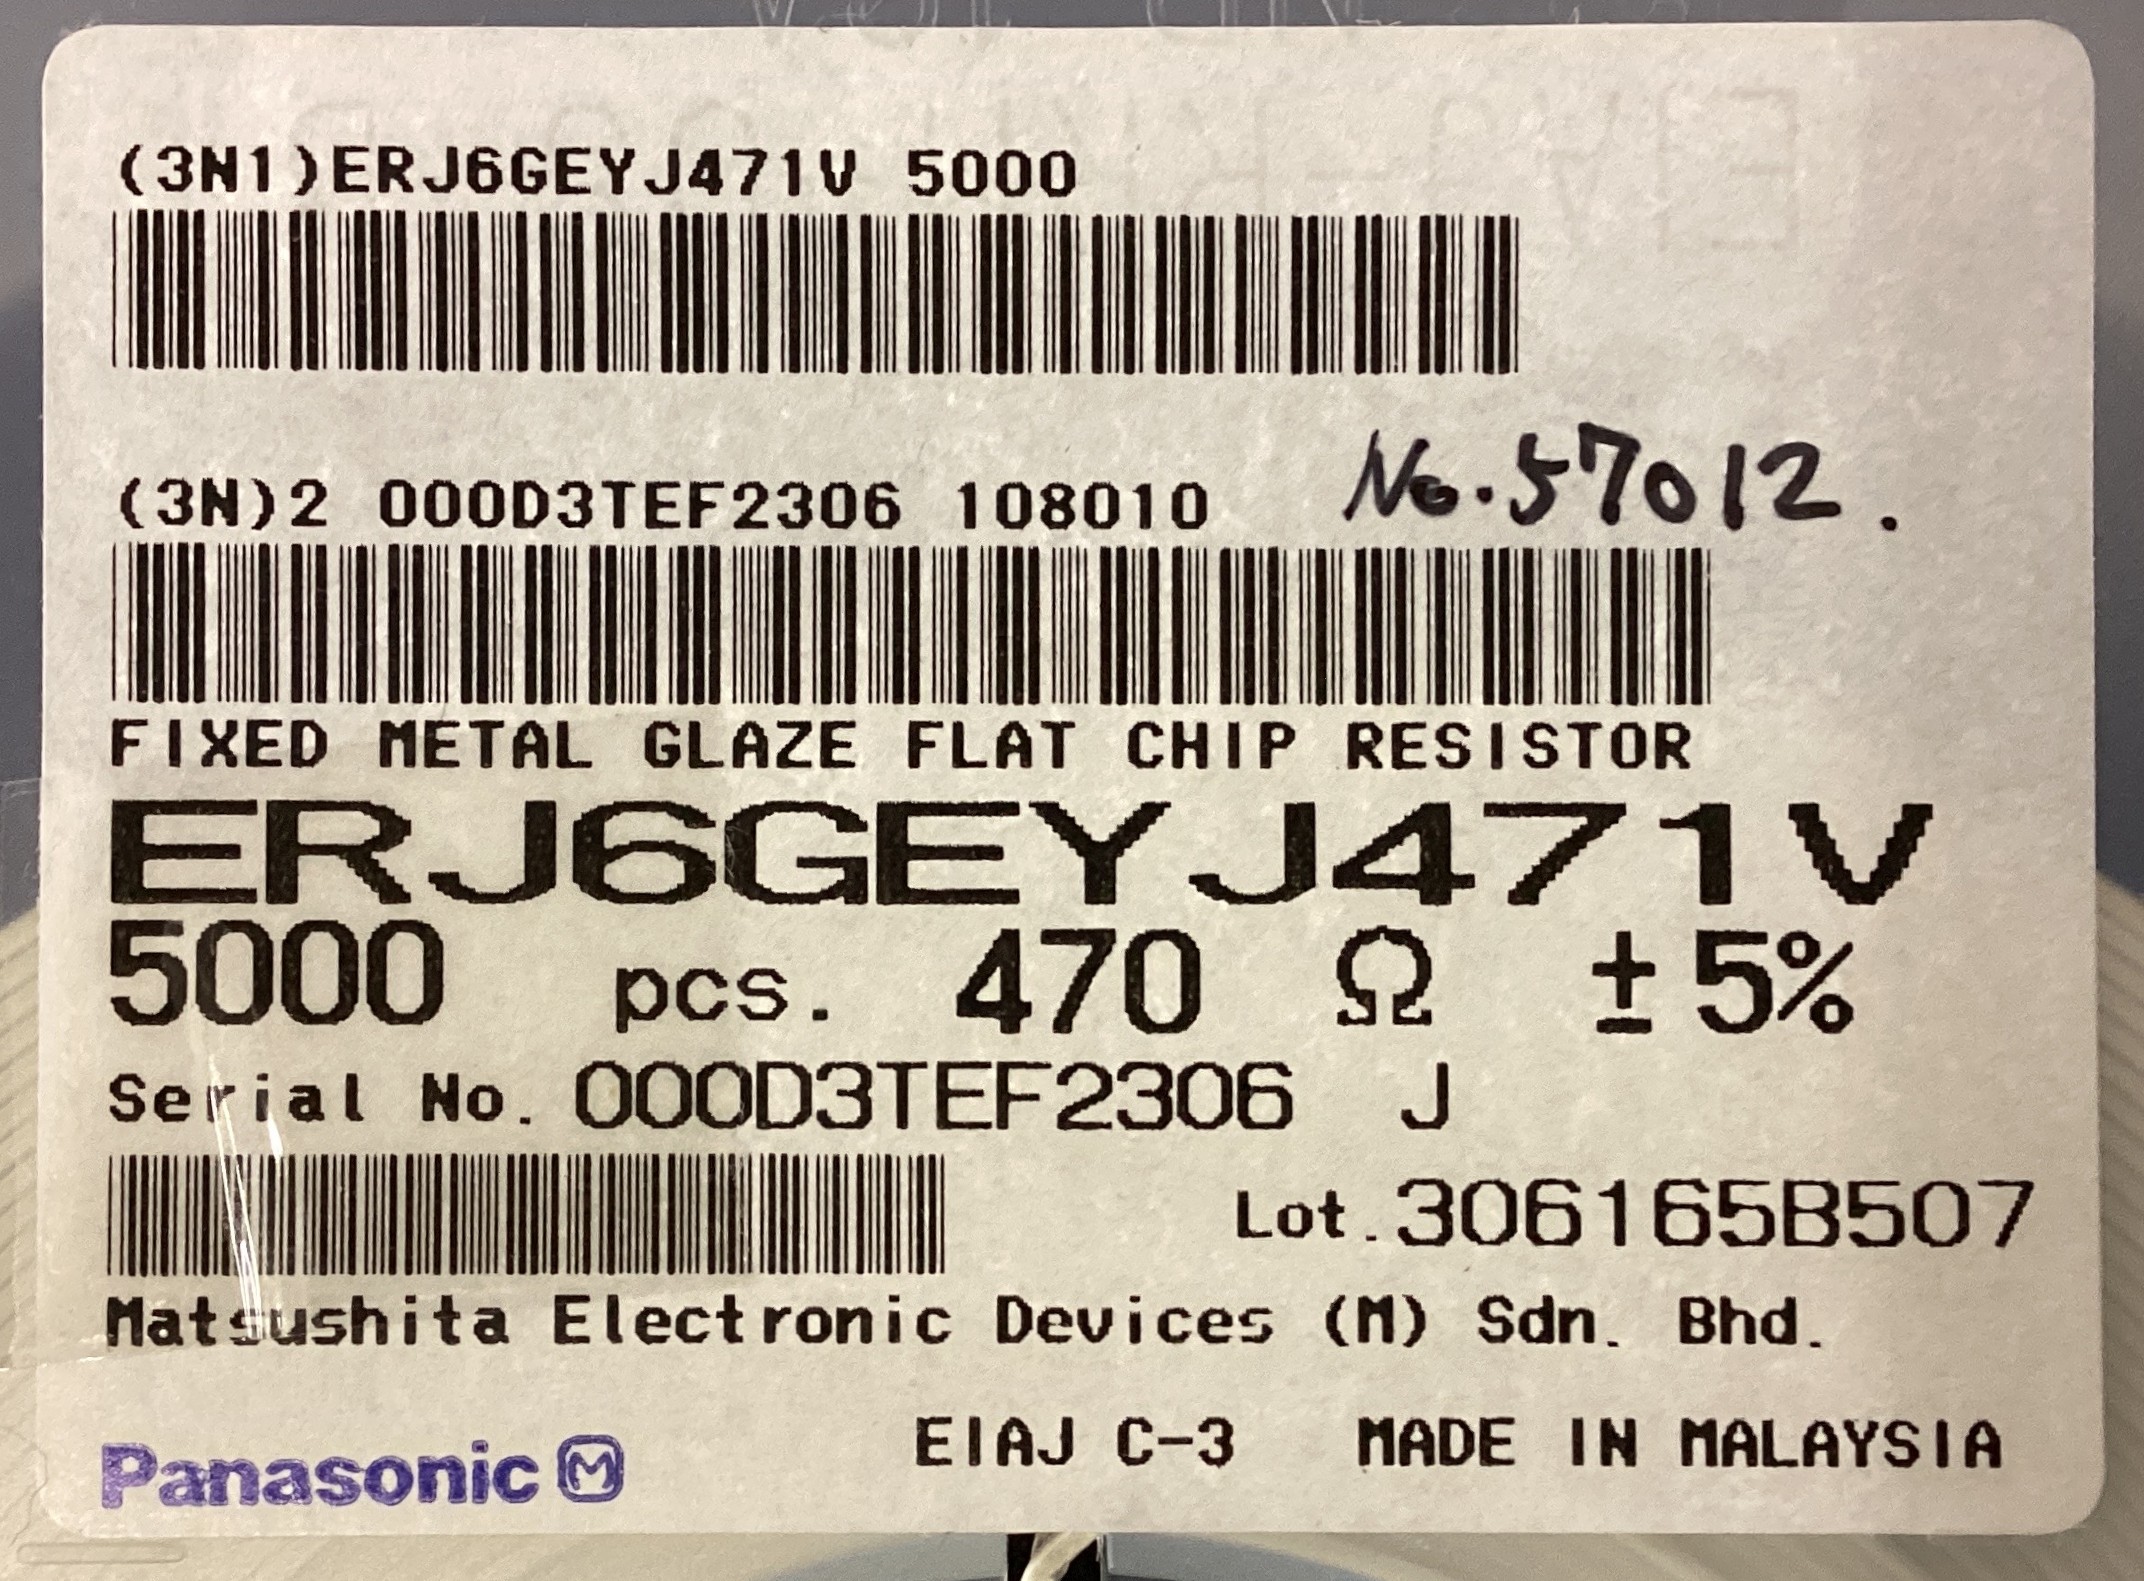 (3N1)ERJ6GEYJ471V 5000
(3N)2 000D3TEF2306 108010
No.57012.
FIXED METAL GLAZE FLAT CHIP RESISTOR
ERJ6GEYJ471V
5000 pcs. 470 Ω ±5%
Serial No. 000D3TEF2306 J
Lot.306165B507
Matsushita Electronic Devices (M) Sdn. Bhd.
EIAJ C-3 MADE IN MALAYSIA
Panasonic M